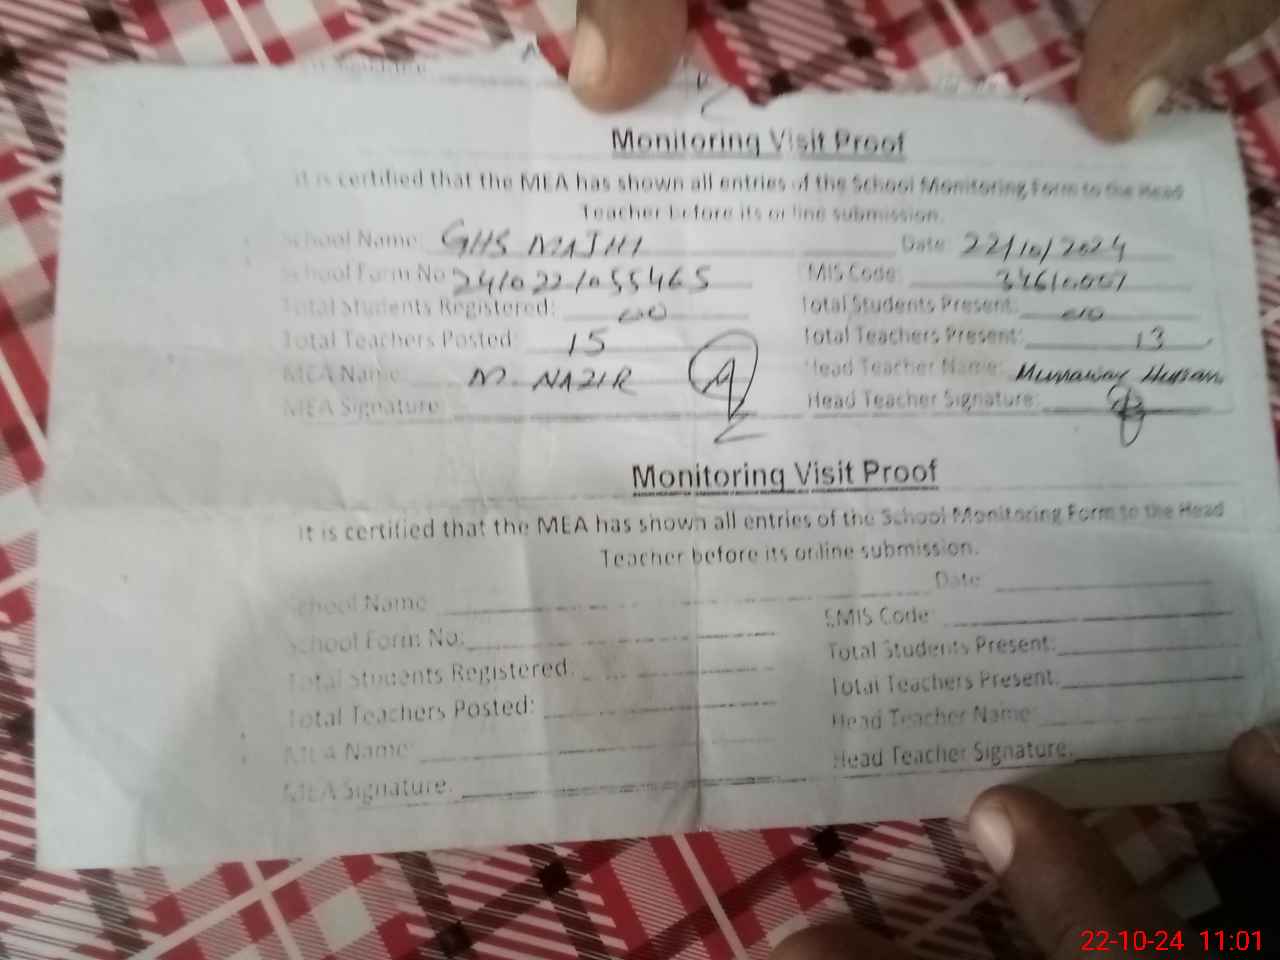 Monitoring Visit Proof
It is certified that the MEA has shown all entries of the School Monitoring Form to the Head
Teacher before its online submission.
School Name: GHS MAJHI Date: 22/10/2024
School Form No 2410221055465 EMIS Code:
Total Students Registered: Total Students Present:
Total Teachers Posted: 15 Total Teachers Present: 13
MEA Name: M. NAZIR Head Teacher Name:
MEA Signature: Head Teacher Signature:
Monitoring Visit Proof
It is certified that the MEA has shown all entries of the School Monitoring Form to the Head
Teacher before its online submission.
School Name Date
School Form No: EMIS Code
Total Students Registered: Total Students Present:
Total Teachers Posted: Total Teachers Present:
MEA Name: Head Teacher Name:
MEA Signature: Head Teacher Signature:
22-10-24 11:01